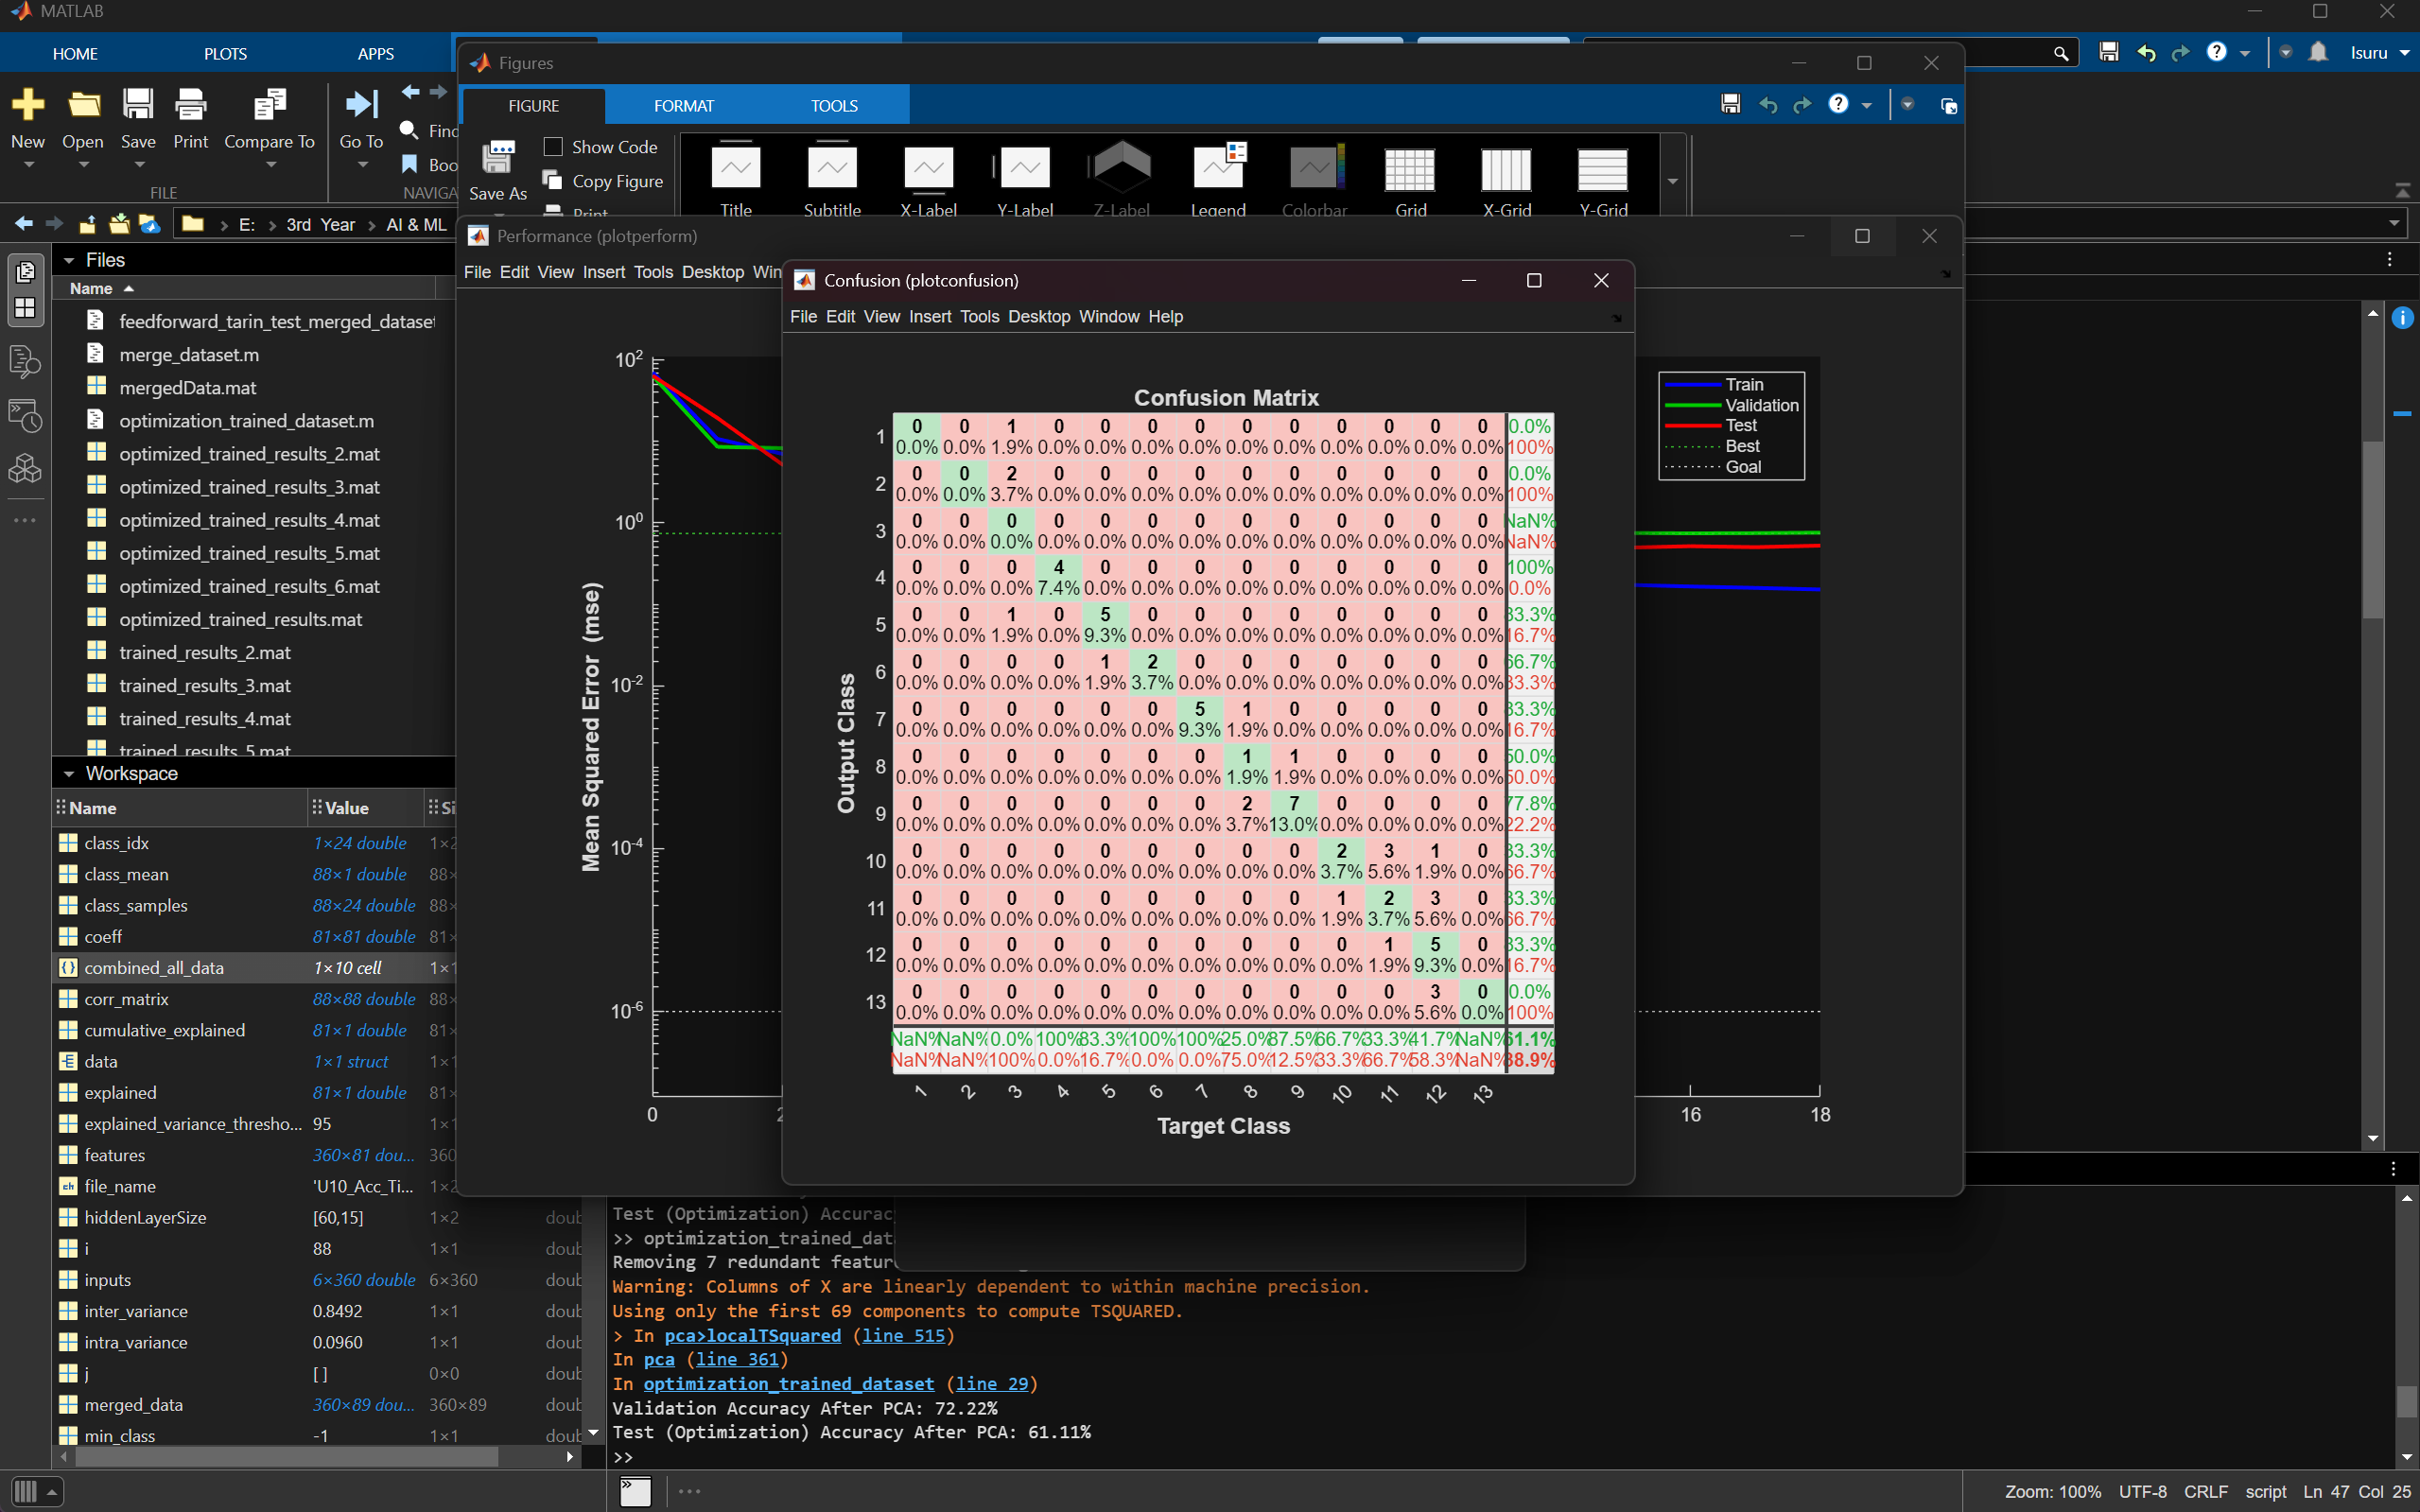 MATLAB
HOME PLOTS APPS
Isuru
New Open Save Print Compare To Go To Find
FILE
E: > 3rd Year > AI & ML
Files
Name
feedforward_tarin_test_merged_dataset
merge_dataset.m
mergedData.mat
optimization_trained_dataset.m
optimized_trained_results_2.mat
optimized_trained_results_3.mat
optimized_trained_results_4.mat
optimized_trained_results_5.mat
optimized_trained_results_6.mat
optimized_trained_results.mat
trained_results_2.mat
trained_results_3.mat
trained_results_4.mat
trained_results_5.mat
Workspace
Name Value
class_idx 1×24 double
class_mean 88×1 double
class_samples 88×24 double
coeff 81×81 double
combined_all_data 1×10 cell
corr_matrix 88×88 double
cumulative_explained 81×1 double
data 1×1 struct
explained 81×1 double
explained_variance_thresho... 95
features 360×81 dou...
file_name 'U10_Acc_Ti...
hiddenLayerSize [60,15] 1×2
i 88 1×1
inputs 6×360 double 6×360
inter_variance 0.8492 1×1
intra_variance 0.0960 1×1
j [] 0×0
merged_data 360×89 dou... 360×89
min_class -1 1×1
Figures
FIGURE FORMAT TOOLS
Save As
Show Code
Copy Figure
Print
Title Subtitle X-Label Y-Label Z-Label Legend Colorbar Grid X-Grid Y-Grid
Performance (plotperform)
File Edit View Insert Tools Desktop
Mean Squared Error (mse)
10² 10⁰ 10⁻² 10⁻⁴ 10⁻⁶
0 16 18
Train
Validation
Test
Best
Goal
Confusion (plotconfusion)
File Edit View Insert Tools Desktop Window Help
Confusion Matrix
Output Class
1 0 0 1 0 0 0 0 0 0 0 0 0 0 0.0%
0.0% 0.0% 1.9% 0.0% 0.0% 0.0% 0.0% 0.0% 0.0% 0.0% 0.0% 0.0% 0.0% 100%
2 0 0 2 0 0 0 0 0 0 0 0 0 0 0.0%
0.0% 0.0% 3.7% 0.0% 0.0% 0.0% 0.0% 0.0% 0.0% 0.0% 0.0% 0.0% 0.0% 100%
3 0 0 0 0 0 0 0 0 0 0 0 0 0 NaN%
0.0% 0.0% 0.0% 0.0% 0.0% 0.0% 0.0% 0.0% 0.0% 0.0% 0.0% 0.0% 0.0% NaN%
4 0 0 0 4 0 0 0 0 0 0 0 0 0 100%
0.0% 0.0% 0.0% 7.4% 0.0% 0.0% 0.0% 0.0% 0.0% 0.0% 0.0% 0.0% 0.0% 0.0%
5 0 0 1 0 5 0 0 0 0 0 0 0 0 83.3%
0.0% 0.0% 1.9% 0.0% 9.3% 0.0% 0.0% 0.0% 0.0% 0.0% 0.0% 0.0% 0.0% 16.7%
6 0 0 0 0 1 2 0 0 0 0 0 0 0 66.7%
0.0% 0.0% 0.0% 0.0% 1.9% 3.7% 0.0% 0.0% 0.0% 0.0% 0.0% 0.0% 0.0% 33.3%
7 0 0 0 0 0 0 5 1 0 0 0 0 0 83.3%
0.0% 0.0% 0.0% 0.0% 0.0% 0.0% 9.3% 1.9% 0.0% 0.0% 0.0% 0.0% 0.0% 16.7%
8 0 0 0 0 0 0 0 1 1 0 0 0 0 50.0%
0.0% 0.0% 0.0% 0.0% 0.0% 0.0% 0.0% 1.9% 1.9% 0.0% 0.0% 0.0% 0.0% 50.0%
9 0 0 0 0 0 0 0 2 7 0 0 0 0 77.8%
0.0% 0.0% 0.0% 0.0% 0.0% 0.0% 0.0% 3.7% 13.0% 0.0% 0.0% 0.0% 0.0% 22.2%
10 0 0 0 0 0 0 0 0 0 2 3 1 0 33.3%
0.0% 0.0% 0.0% 0.0% 0.0% 0.0% 0.0% 0.0% 0.0% 3.7% 5.6% 1.9% 0.0% 66.7%
11 0 0 0 0 0 0 0 0 0 1 2 3 0 33.3%
0.0% 0.0% 0.0% 0.0% 0.0% 0.0% 0.0% 0.0% 0.0% 1.9% 3.7% 5.6% 0.0% 66.7%
12 0 0 0 0 0 0 0 0 0 0 1 5 0 83.3%
0.0% 0.0% 0.0% 0.0% 0.0% 0.0% 0.0% 0.0% 0.0% 0.0% 1.9% 9.3% 0.0% 16.7%
13 0 0 0 0 0 0 0 0 0 0 0 3 0 0.0%
0.0% 0.0% 0.0% 0.0% 0.0% 0.0% 0.0% 0.0% 0.0% 0.0% 0.0% 5.6% 0.0% 100%
NaN% NaN% 0.0% 100% 83.3% 100% 100% 25.0% 87.5% 66.7% 33.3% 41.7% NaN% 61.1%
NaN% NaN% 100% 0.0% 16.7% 0.0% 0.0% 75.0% 12.5% 33.3% 66.7% 58.3% NaN% 38.9%
1 2 3 4 5 6 7 8 9 10 11 12 13
Target Class
Test (Optimization) Accurac
>> optimization_trained_dat
Removing 7 redundant featur
Warning: Columns of X are linearly dependent to within machine precision.
Using only the first 69 components to compute TSQUARED.
> In pca>localTSquared (line 515)
In pca (line 361)
In optimization_trained_dataset (line 29)
Validation Accuracy After PCA: 72.22%
Test (Optimization) Accuracy After PCA: 61.11%
>>
Zoom: 100% UTF-8 CRLF script Ln 47 Col 25